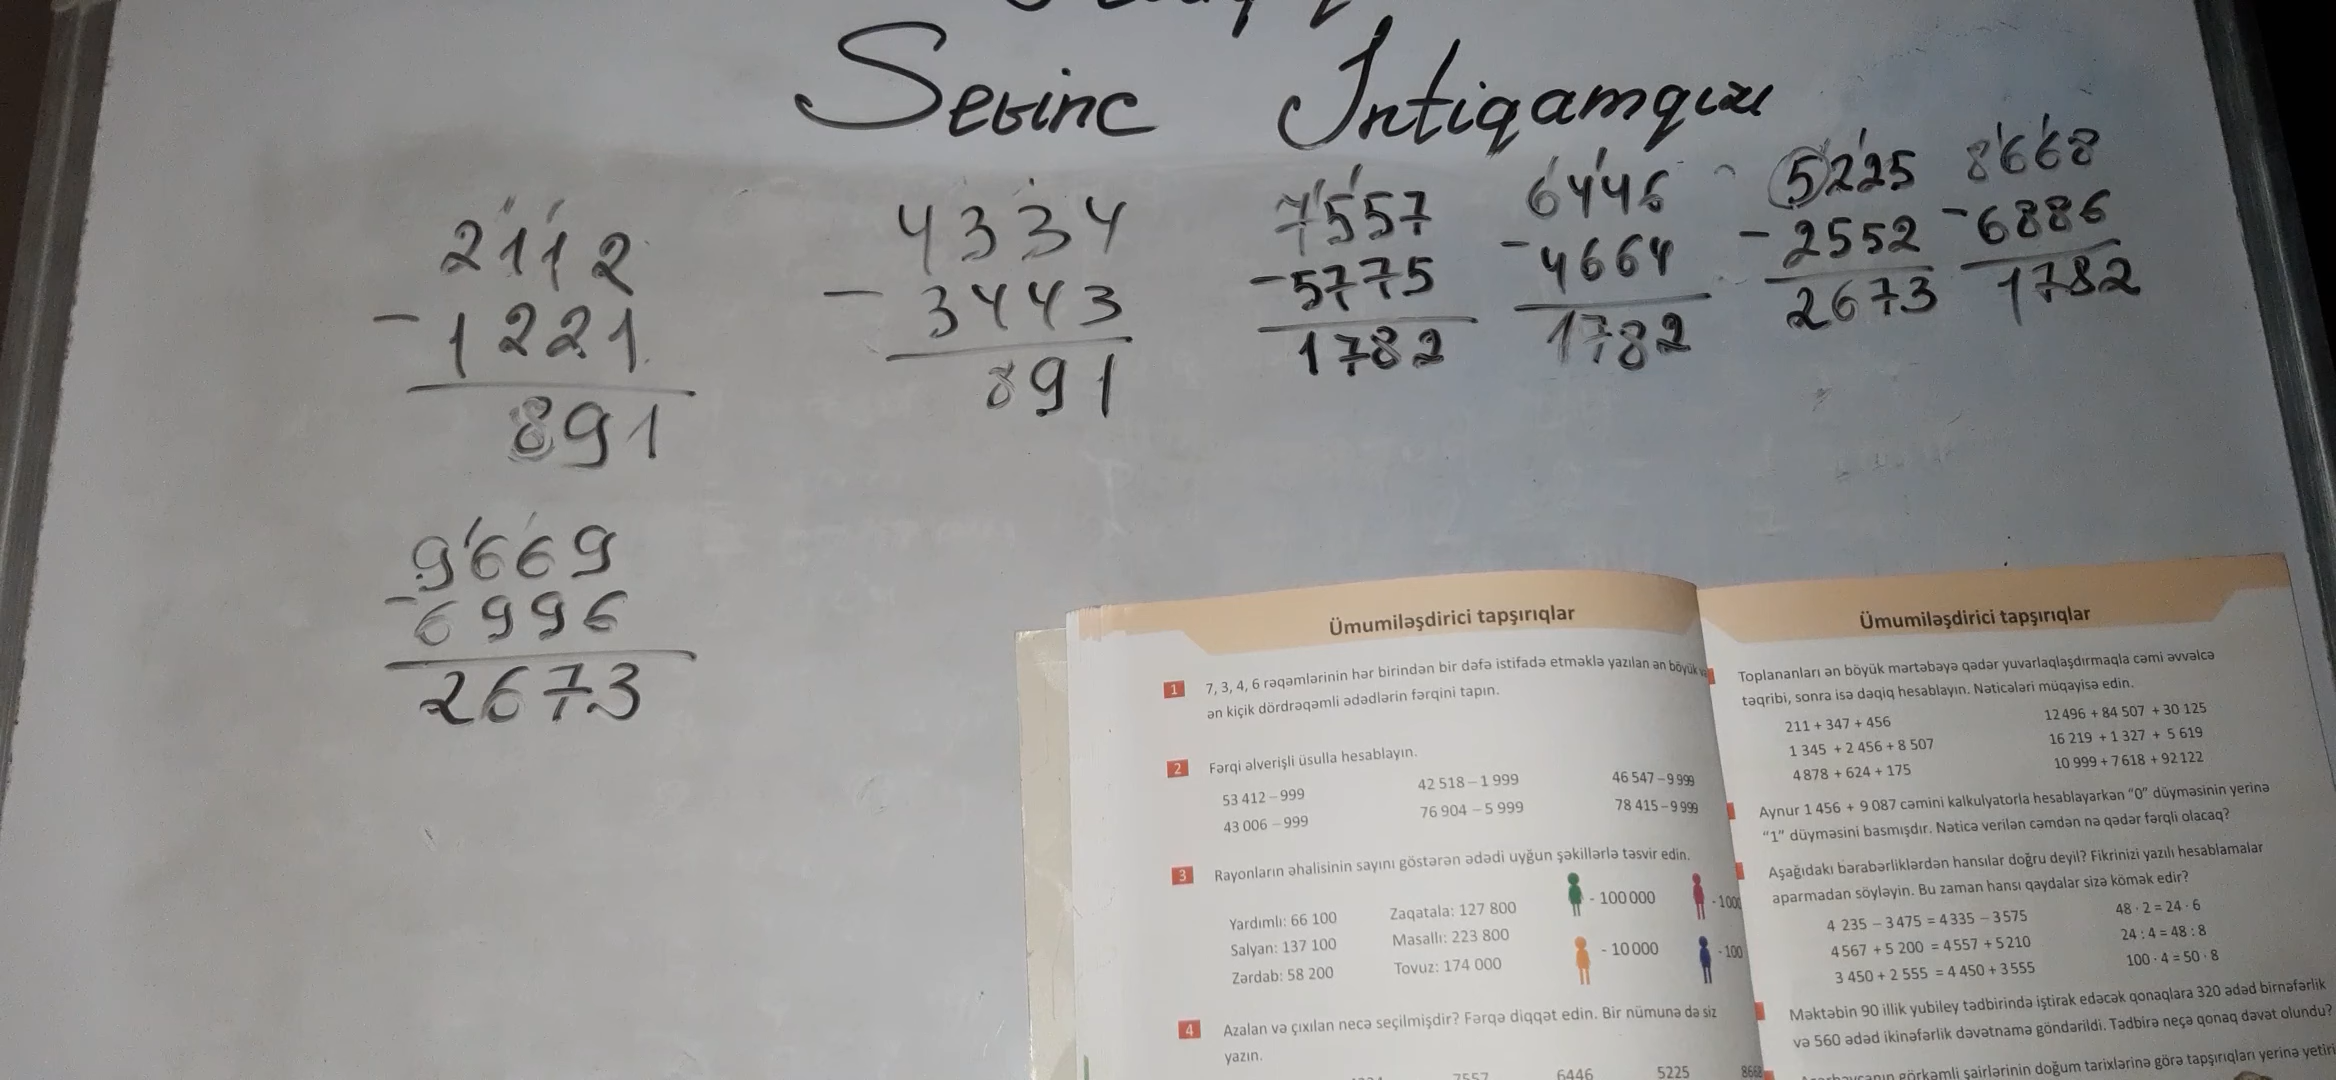 Sevinc Intiqamqızı
2112
- 1221
891
4334
- 3443
891
7557
- 5775
1782
6446
- 4664
1782
5225
- 2552
2673
8668
- 6886
1782
9669
- 6996
2673
Ümumiləşdirici tapşırıqlar
1 7, 3, 4, 6 rəqəmlərinin hər birindən bir dəfə istifadə etməklə yazılan ən böyük və
ən kiçik dördrəqəmli ədədlərin fərqini tapın.
2 Fərqi əlverişli üsulla hesablayın.
53 412 – 999 42 518 – 1 999 46 547 – 9 999
43 006 – 999 76 904 – 5 999 78 415 – 9 999
3 Rayonların əhalisinin sayını göstərən ədədi uyğun şəkillərlə təsvir edin.
Yardımlı: 66 100 Zaqatala: 127 800 - 100 000
Salyan: 137 100 Masallı: 223 800
Zərdab: 58 200 Tovuz: 174 000 - 10 000 - 100
4 Azalan və çıxılan necə seçilmişdir? Fərqə diqqət edin. Bir nümunə də siz
yazın.
7557 6446 5225 8668
Ümumiləşdirici tapşırıqlar
Toplananları ən böyük mərtəbəyə qədər yuvarlaqlaşdırmaqla cəmi əvvəlcə
təqribi, sonra isə dəqiq hesablayın. Nəticələri müqayisə edin.
211 + 347 + 456 12 496 + 84 507 + 30 125
1 345 + 2 456 + 8 507 16 219 + 1 327 + 5 619
4 878 + 624 + 175 10 999 + 7 618 + 92 122
Aynur 1 456 + 9 087 cəmini kalkulyatorla hesablayarkən “0” düyməsinin yerinə
“1” düyməsini basmışdır. Nəticə verilən cəmdən nə qədər fərqli olacaq?
Aşağıdakı bərabərliklərdən hansılar doğru deyil? Fikrinizi yazılı hesablamalar
aparmadan söyləyin. Bu zaman hansı qaydalar sizə kömək edir?
4 235 – 3 475 = 4 335 – 3 575 48 · 2 = 24 · 6
4 567 + 5 200 = 4 557 + 5 210 24 : 4 = 48 : 8
3 450 + 2 555 = 4 450 + 3 555 100 · 4 = 50 · 8
Məktəbin 90 illik yubiley tədbirində iştirak edəcək qonaqlara 320 ədəd birnəfərlik
və 560 ədəd ikinəfərlik dəvətnamə göndərildi. Tədbirə neçə qonaq dəvət olundu?
görkəmli şairlərinin doğum tarixlərinə görə tapşırıqları yerinə